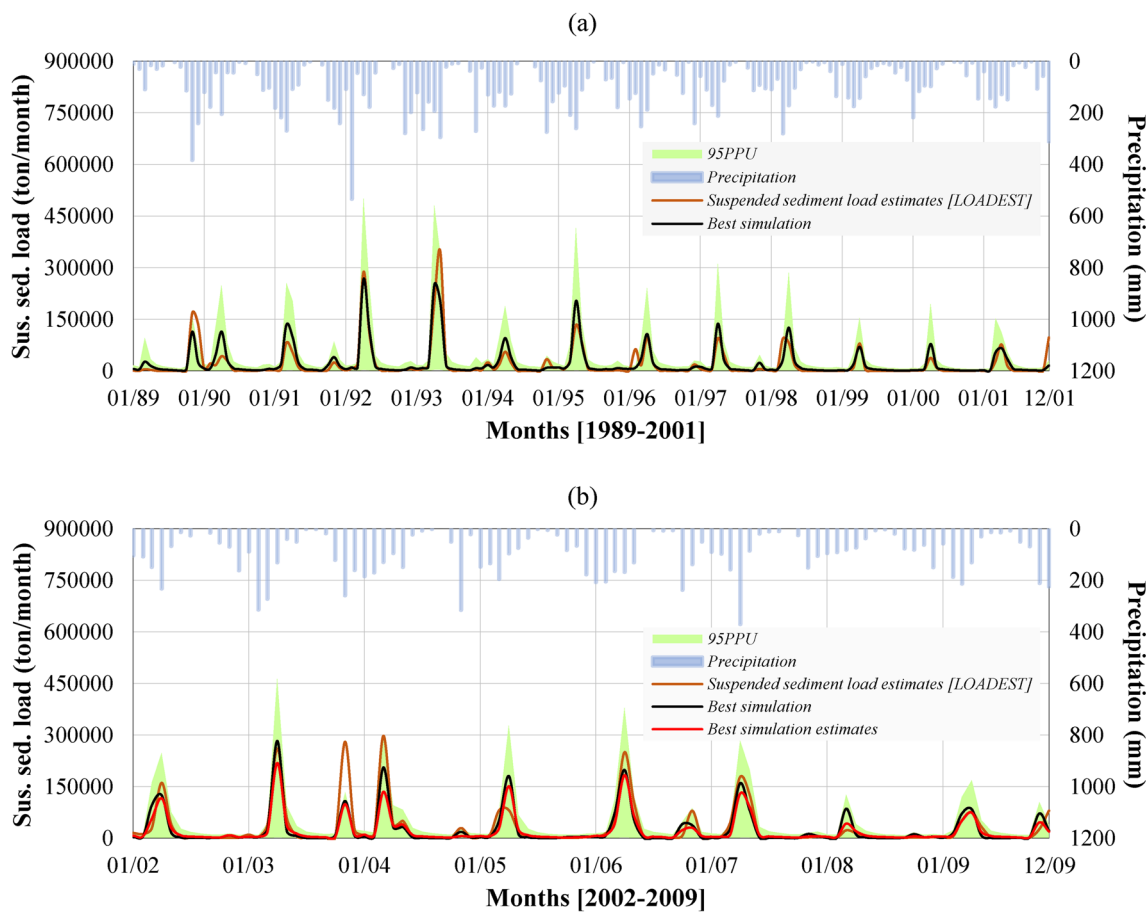 (a)
900000
750000
600000
450000
300000
150000
0
Sus. sed. load (ton/month)
0
200
400
600
800
1000
1200
Precipitation (mm)
95PPU
Precipitation
Suspended sediment load estimates [LOADEST]
Best simulation
01/89 01/90 01/91 01/92 01/93 01/94 01/95 01/96 01/97 01/98 01/99 01/00 01/01 12/01
Months [1989-2001]
(b)
900000
750000
600000
450000
300000
150000
0
Sus. sed. load (ton/month)
0
200
400
600
800
1000
1200
Precipitation (mm)
95PPU
Precipitation
Suspended sediment load estimates [LOADEST]
Best simulation
Best simulation estimates
01/02 01/03 01/04 01/05 01/06 01/07 01/08 01/09 12/09
Months [2002-2009]